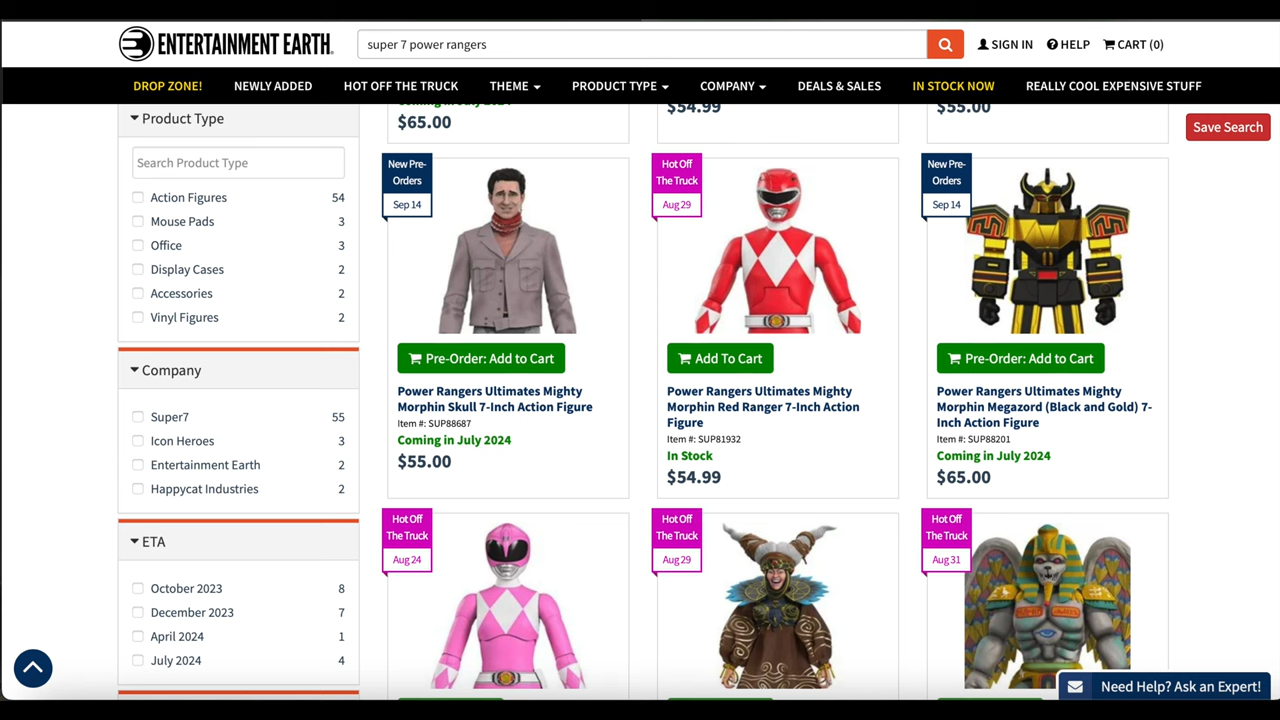 ENTERTAINMENT EARTH
super 7 power rangers
SIGN IN
HELP
CART (0)
DROP ZONE!
NEWLY ADDED
HOT OFF THE TRUCK
THEME
PRODUCT TYPE
COMPANY
DEALS & SALES
IN STOCK NOW
REALLY COOL EXPENSIVE STUFF
Save Search
Product Type
Search Product Type
Action Figures 54
Mouse Pads 3
Office 3
Display Cases 2
Accessories 2
Vinyl Figures 2
Company
Super7 55
Icon Heroes 3
Entertainment Earth 2
Happycat Industries 2
ETA
October 2023 8
December 2023 7
April 2024 1
July 2024 4
Coming in July 2024
$65.00
$54.99
$55.00
New Pre-
Orders
Sep 14
Pre-Order: Add to Cart
Power Rangers Ultimates Mighty
Morphin Skull 7-Inch Action Figure
Item #: SUP88687
Coming in July 2024
$55.00
Hot Off
The Truck
Aug 29
Add To Cart
Power Rangers Ultimates Mighty
Morphin Red Ranger 7-Inch Action
Figure
Item #: SUP81932
In Stock
$54.99
New Pre-
Orders
Sep 14
Pre-Order: Add to Cart
Power Rangers Ultimates Mighty
Morphin Megazord (Black and Gold) 7-
Inch Action Figure
Item #: SUP88201
Coming in July 2024
$65.00
Hot Off
The Truck
Aug 24
Hot Off
The Truck
Aug 29
Hot Off
The Truck
Aug 31
Need Help? Ask an Expert!